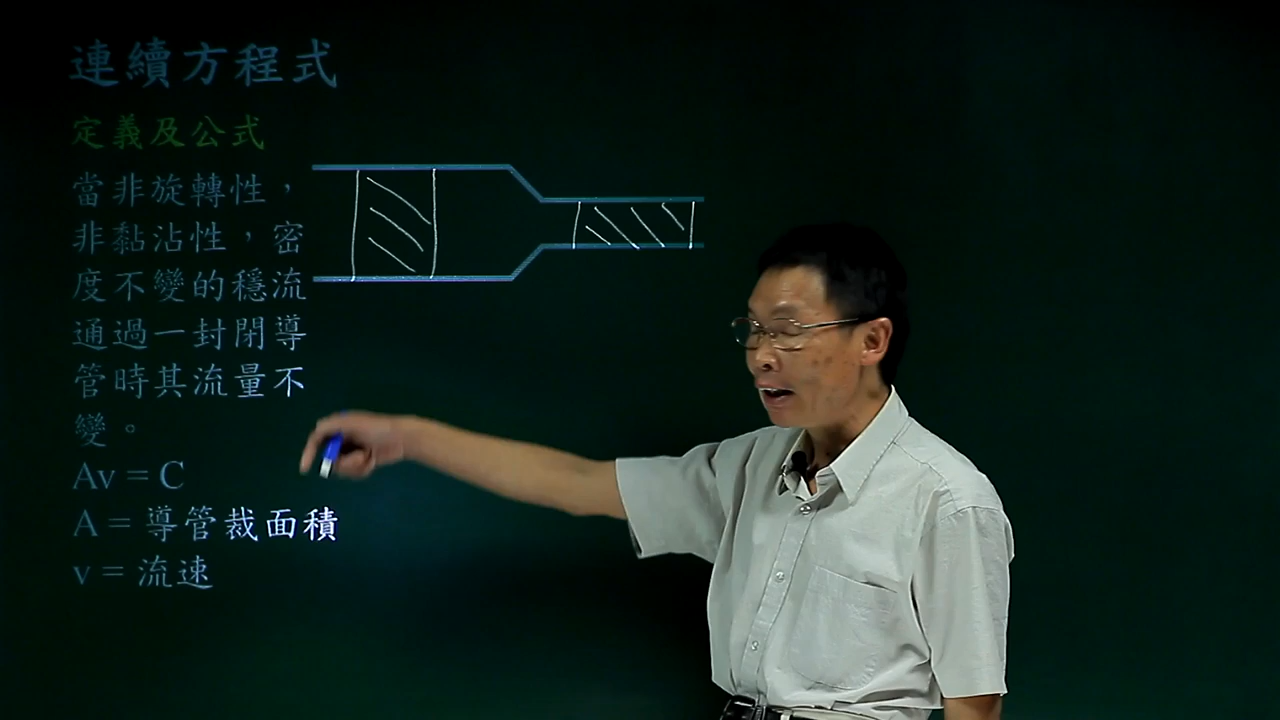 連續方程式
定義及公式
當非旋轉性，
非黏沾性，密
度不變的穩流
通過一封閉導
管時其流量不
變。
Av = C
A = 導管裁面積
v = 流速